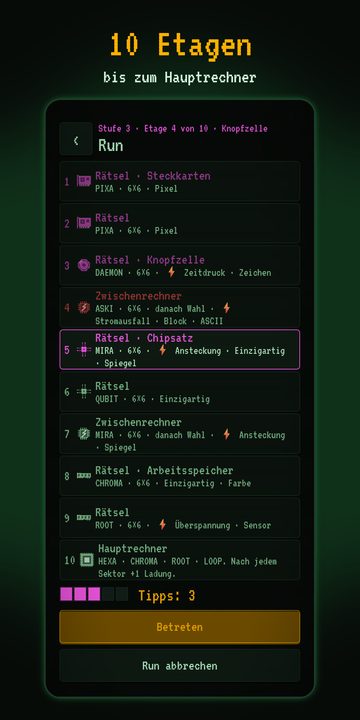 10 Etagen
bis zum Hauptrechner
Stufe 3 · Etage 4 von 10 · Knopfzelle
Run
1 Rätsel · Steckkarten
PIXA · 6×6 · Pixel
2 Rätsel
PIXA · 6×6 · Pixel
3 Rätsel · Knopfzelle
DAEMON · 6×6 · ⚡ Zeitdruck · Zeichen
4 Zwischenrechner
ASKI · 6×6 · danach Wahl · ⚡
Stromausfall · Block · ASCII
5 Rätsel · Chipsatz
MIRA · 6×6 · ⚡ Ansteckung · Einzigartig
· Spiegel
6 Rätsel
QUBIT · 6×6 · Einzigartig
7 Zwischenrechner
MIRA · 6×6 · danach Wahl · ⚡ Ansteckung
· Spiegel
8 Rätsel · Arbeitsspeicher
CHROMA · 6×6 · Einzigartig · Farbe
9 Rätsel
ROOT · 6×6 · ⚡ Überspannung · Sensor
10 Hauptrechner
HEXA · CHROMA · ROOT · LOOP. Nach jedem
Sektor +1 Ladung.
Tipps: 3
Betreten
Run abbrechen